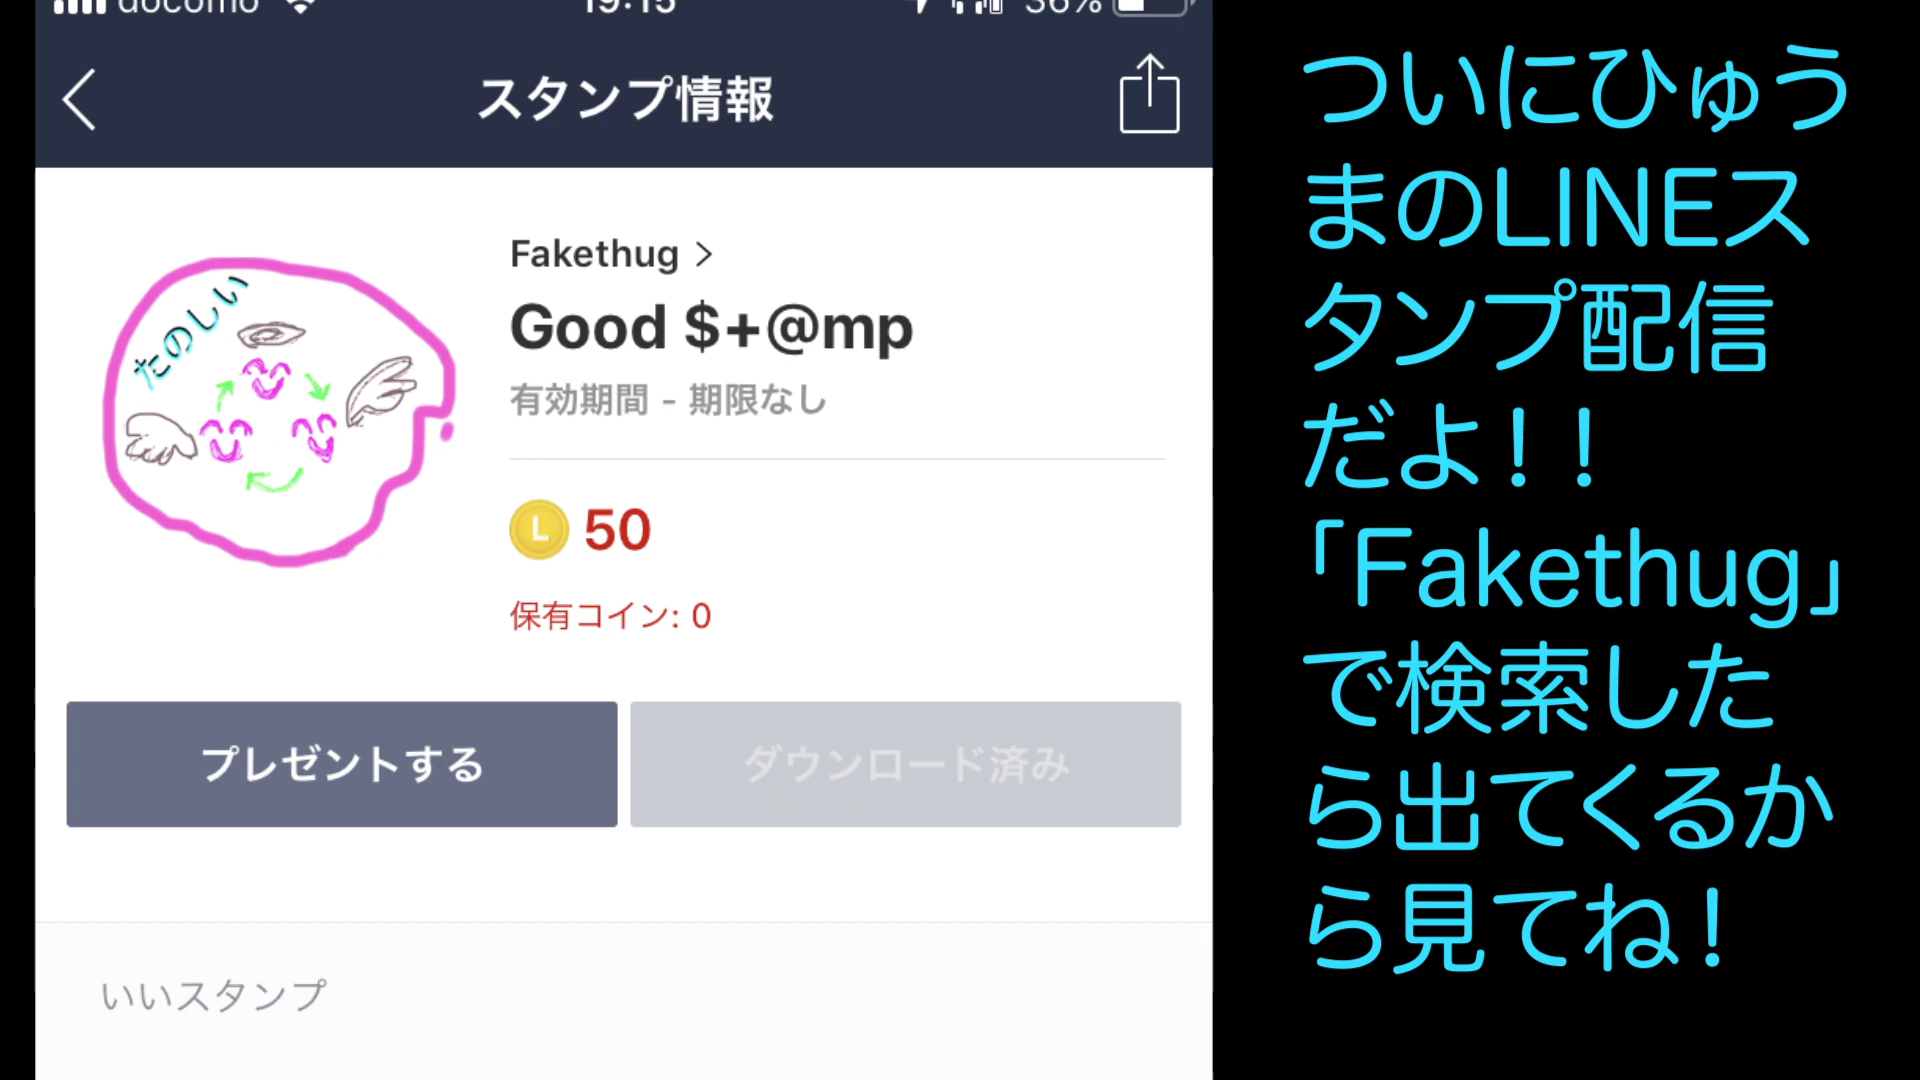 docomo
19:15
36%
スタンプ情報
たのしい
Fakethug >
Good $+@mp
有効期間 - 期限なし
L 50
保有コイン: 0
プレゼントする
ダウンロード済み
いいスタンプ
ついにひゅう
まのLINEス
タンプ配信
だよ！！
「Fakethug」
で検索した
ら出てくるか
ら見てね！